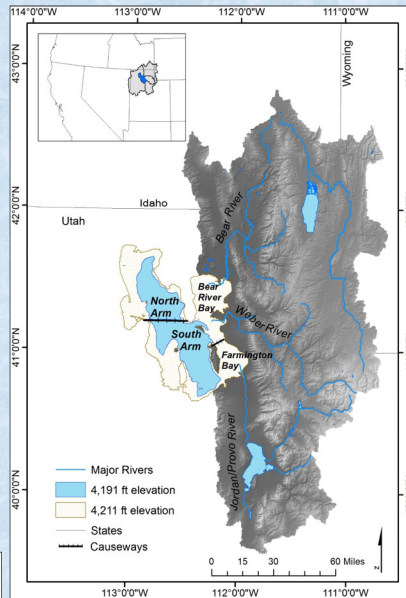 114°0'0"W 113°0'0"W 112°0'0"W 111°0'0"W
43°0'0"N
Wyoming
42°0'0"N
Idaho
Utah
Bear River
North
Arm
Bear
River
Bay
Weber River
South
Arm
41°0'0"N
Farmington
Bay
Jordan/Provo River
Major Rivers
4,191 ft elevation
4,211 ft elevation
States
Causeways
40°0'0"N
0 15 30 60 Miles
z
113°0'0"W 112°0'0"W 111°0'0"W